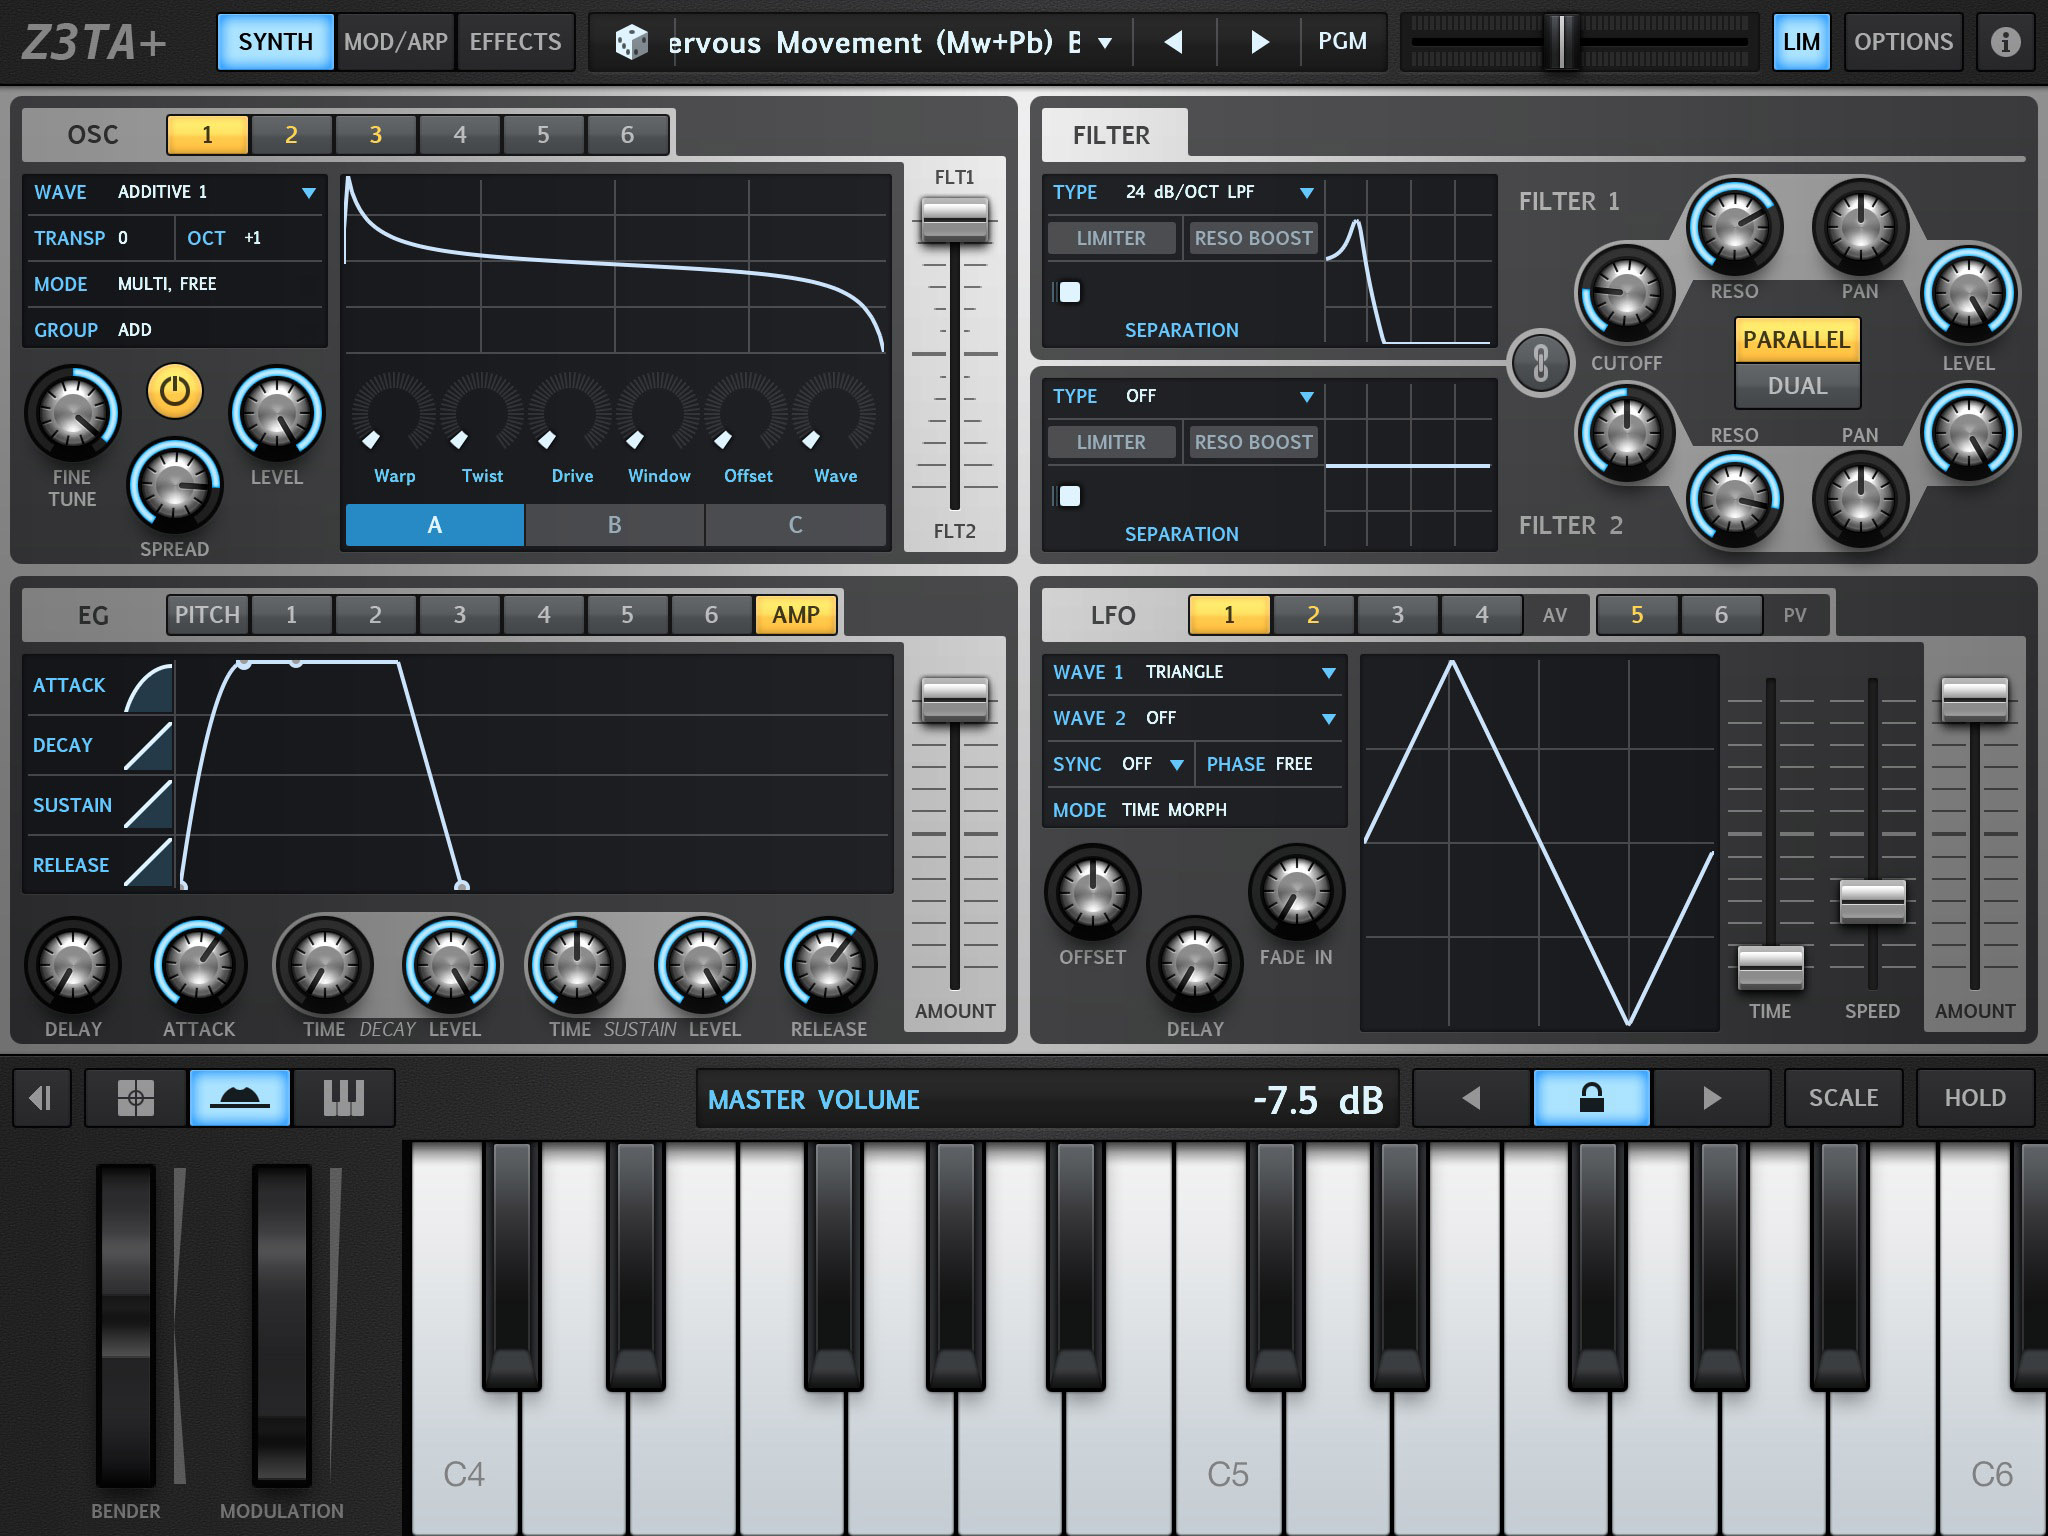 Z3TA+ SYNTH MOD/ARP EFFECTS ervous Movement (Mw+Pb) PGM LIM OPTIONS
OSC 1 2 3 4 5 6
WAVE ADDITIVE 1
TRANSP 0 OCT +1
MODE MULTI, FREE
GROUP ADD
FINE TUNE
SPREAD
LEVEL
Warp Twist Drive Window Offset Wave
A B C
FLT1
FLT2
FILTER
TYPE 24 dB/OCT LPF
LIMITER RESO BOOST
SEPARATION
TYPE OFF
LIMITER RESO BOOST
SEPARATION
FILTER 1
RESO PAN
CUTOFF PARALLEL LEVEL
DUAL
RESO PAN
FILTER 2
EG PITCH 1 2 3 4 5 6 AMP
ATTACK
DECAY
SUSTAIN
RELEASE
DELAY ATTACK TIME DECAY LEVEL TIME SUSTAIN LEVEL RELEASE
AMOUNT
LFO 1 2 3 4 AV 5 6 PV
WAVE 1 TRIANGLE
WAVE 2 OFF
SYNC OFF PHASE FREE
MODE TIME MORPH
OFFSET FADE IN
DELAY
TIME SPEED AMOUNT
MASTER VOLUME -7.5 dB SCALE HOLD
BENDER MODULATION
C4 C5 C6